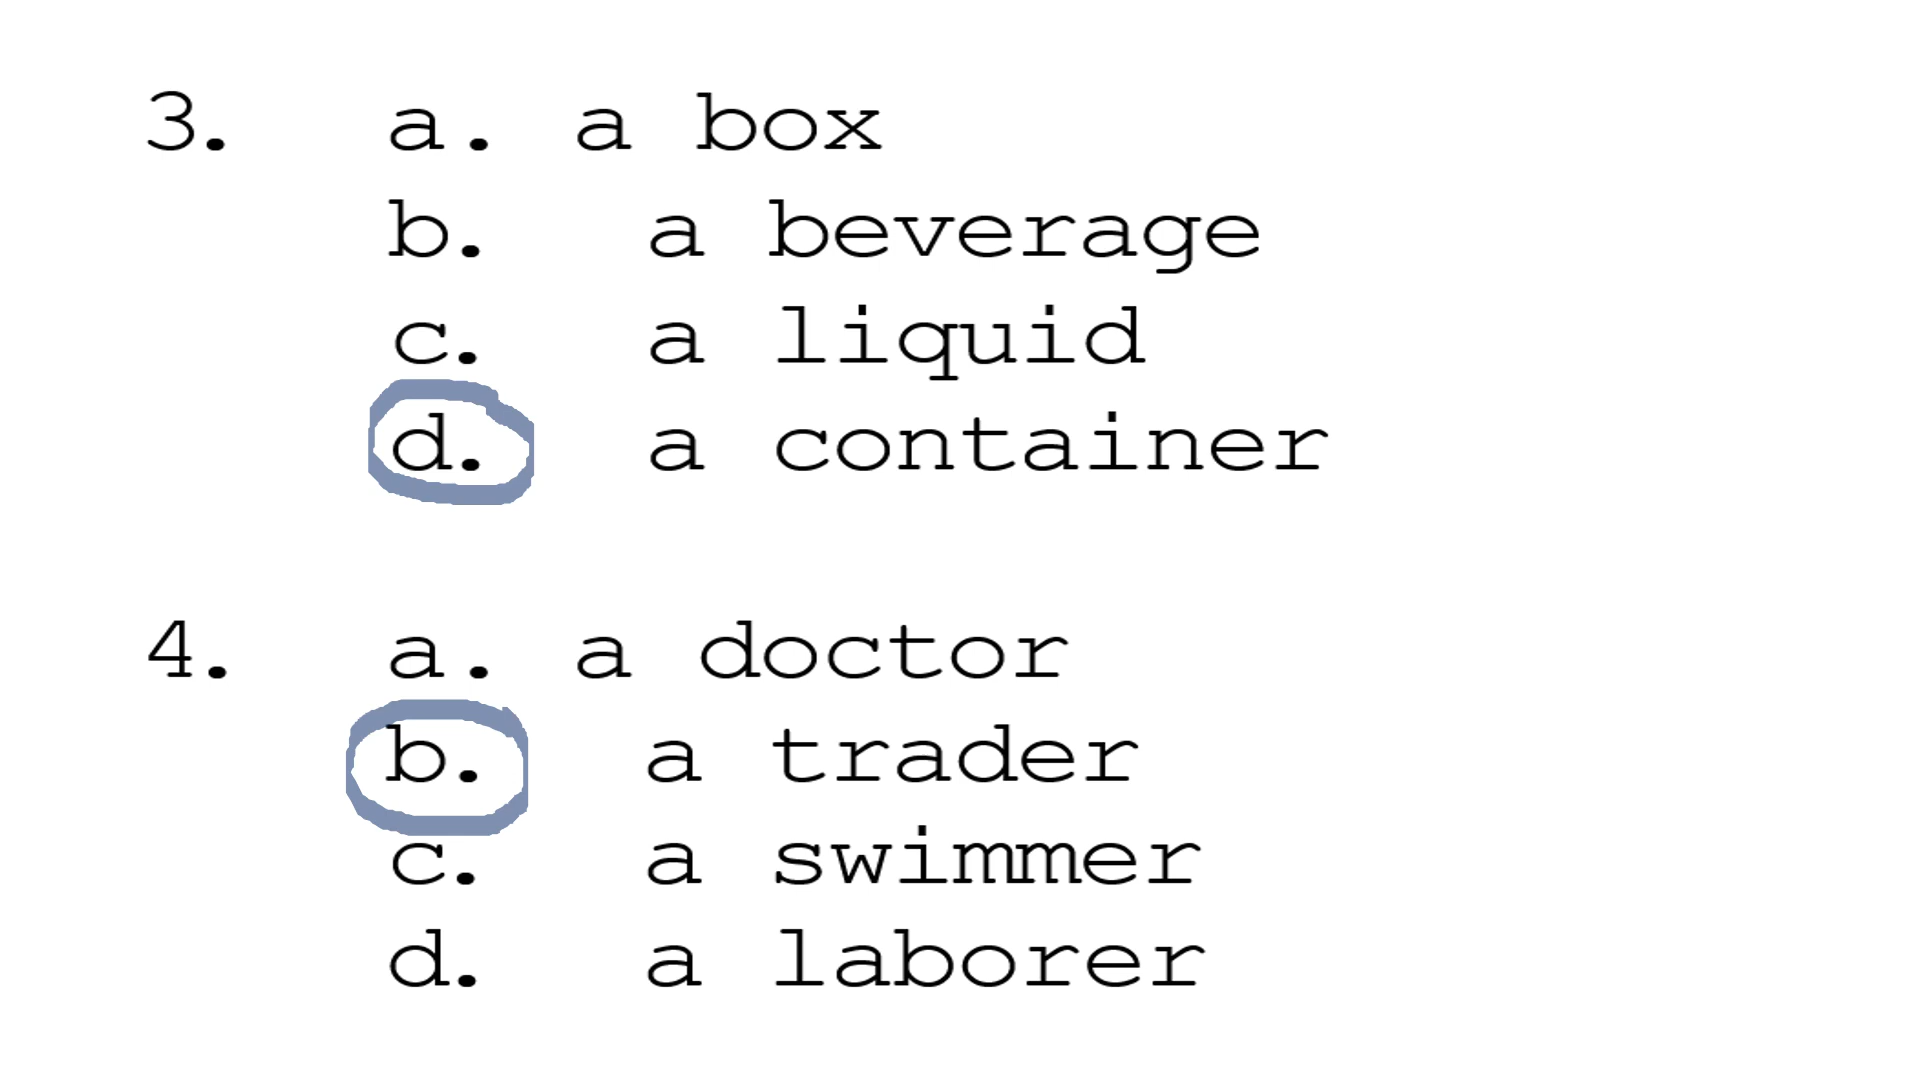 3. a. a box
b. a beverage
c. a liquid
d. a container
4. a. a doctor
b. a trader
c. a swimmer
d. a laborer